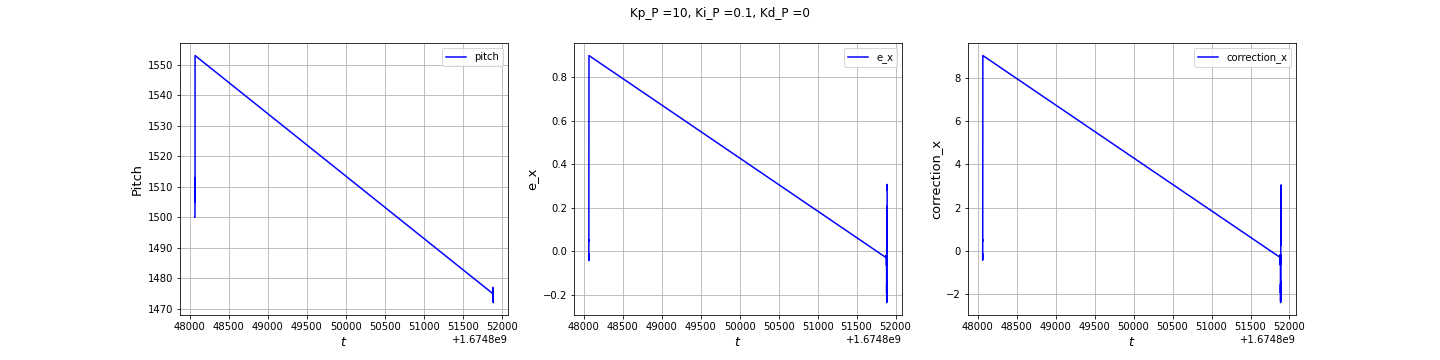 Kp_P =10, Ki_P =0.1, Kd_P =0
Pitch
1550
1540
1530
1520
1510
1500
1490
1480
1470
pitch
48000 48500 49000 49500 50000 50500 51000 51500 52000
+1.6748e9
t
e_x
0.8
0.6
0.4
0.2
0.0
−0.2
e_x
48000 48500 49000 49500 50000 50500 51000 51500 52000
+1.6748e9
t
correction_x
8
6
4
2
0
−2
correction_x
48000 48500 49000 49500 50000 50500 51000 51500 52000
+1.6748e9
t